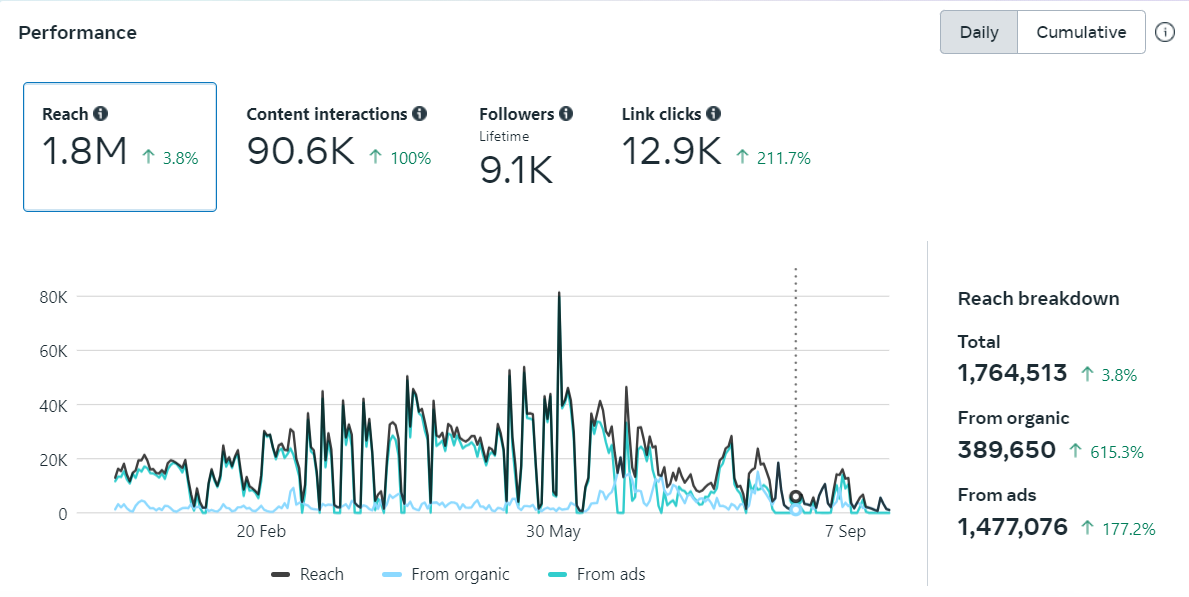 Performance
Daily
Cumulative
Reach
1.8M ↑ 3.8%
Content interactions
90.6K ↑ 100%
Followers
Lifetime
9.1K
Link clicks
12.9K ↑ 211.7%
80K
60K
40K
20K
0
20 Feb
30 May
7 Sep
Reach
From organic
From ads
Reach breakdown
Total
1,764,513 ↑ 3.8%
From organic
389,650 ↑ 615.3%
From ads
1,477,076 ↑ 177.2%